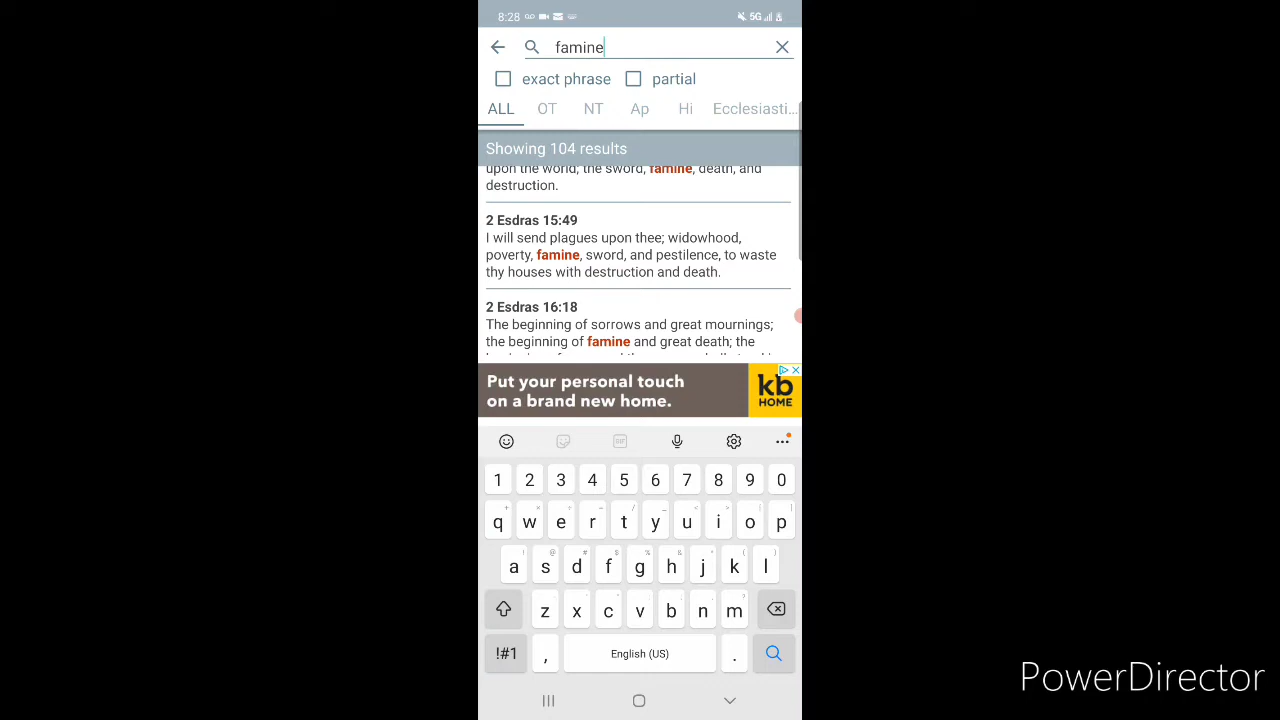 8:28
5G
famine
exact phrase
partial
ALL OT NT Ap Hi Ecclesiasti...
Showing 104 results
upon the world; the sword, famine, death, and
destruction.
2 Esdras 15:49
I will send plagues upon thee; widowhood,
poverty, famine, sword, and pestilence, to waste
thy houses with destruction and death.
2 Esdras 16:18
The beginning of sorrows and great mournings;
the beginning of famine and great death; the
Put your personal touch
on a brand new home.
kb
HOME
GIF
1 2 3 4 5 6 7 8 9 0
q w e r t y u i o p
a s d f g h j k l
z x c v b n m
!#1 , English (US) .
PowerDirector